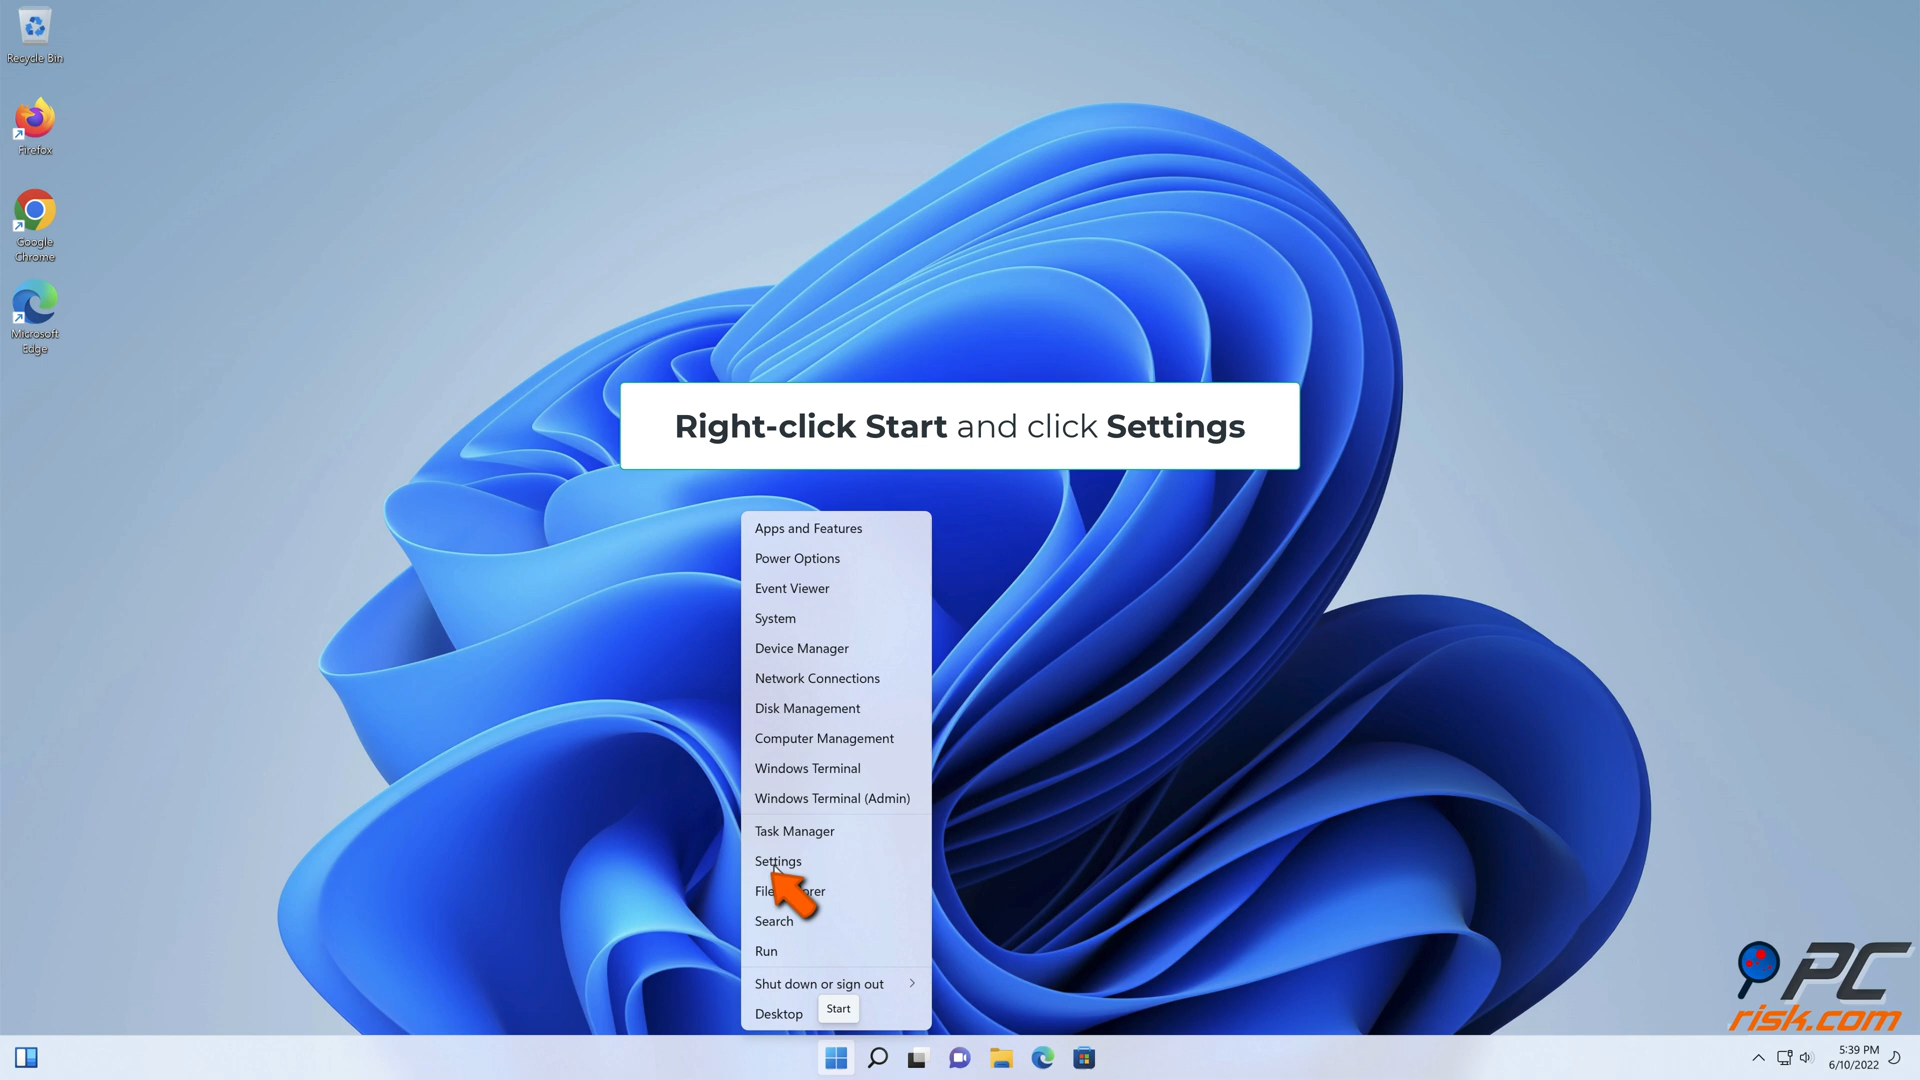 Recycle Bin
Firefox
Google
Chrome
Microsoft
Edge
Right-click Start and click Settings
Apps and Features
Power Options
Event Viewer
System
Device Manager
Network Connections
Disk Management
Computer Management
Windows Terminal
Windows Terminal (Admin)
Task Manager
Settings
File orer
Search
Run
Shut down or sign out
Desktop
Start
PC
risk.com
5:39 PM
6/10/2022